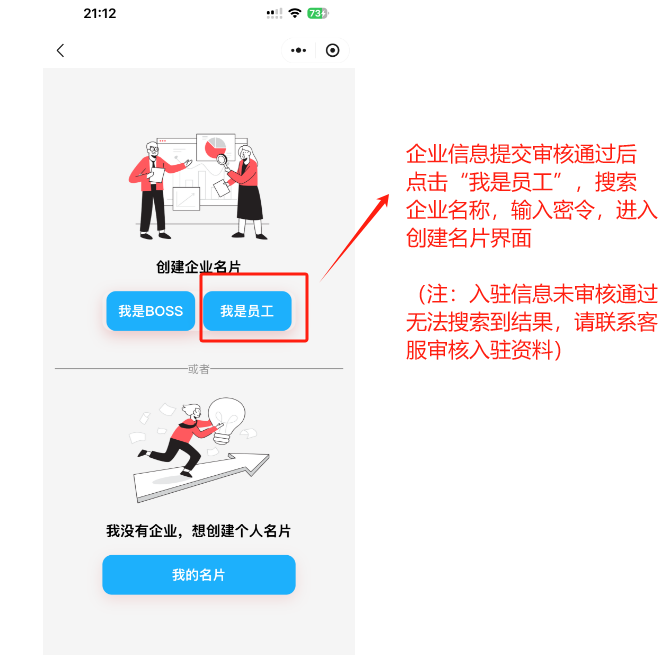 21:12
73
企业信息提交审核通过后
点击“我是员工”，搜索
企业名称，输入密令，进入
创建名片界面
（注：入驻信息未审核通过
无法搜索到结果，请联系客
服审核入驻资料）
创建企业名片
我是BOSS
我是员工
或者
我没有企业，想创建个人名片
我的名片